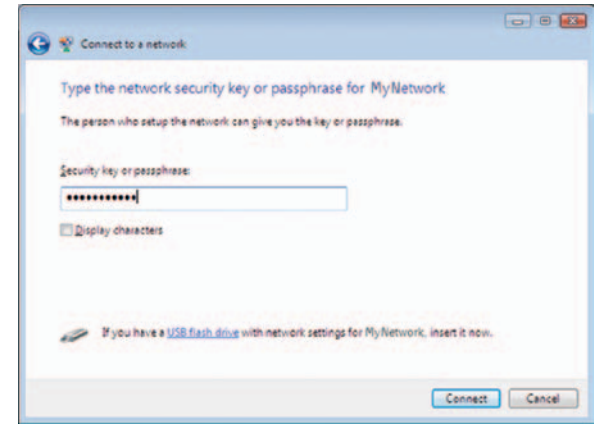 Connect to a network
Type the network security key or passphrase for MyNetwork
The person who setup the network can give you the key or passphrase.
Security key or passphrase:
•••••••••••
Display characters
If you have a USB flash drive with network settings for MyNetwork, insert it now.
Connect Cancel